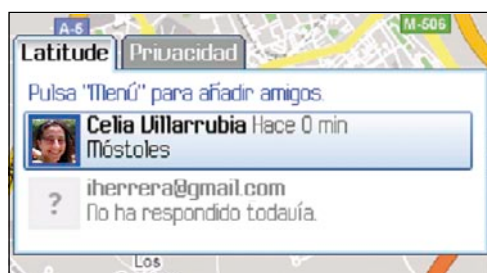 A-5
M-506
Latitude Privacidad
Pulsa "Menú" para añadir amigos.
Celia Villarrubia Hace 0 min
Móstoles
?
iherrera@gmail.com
No ha respondido todavía.
Los